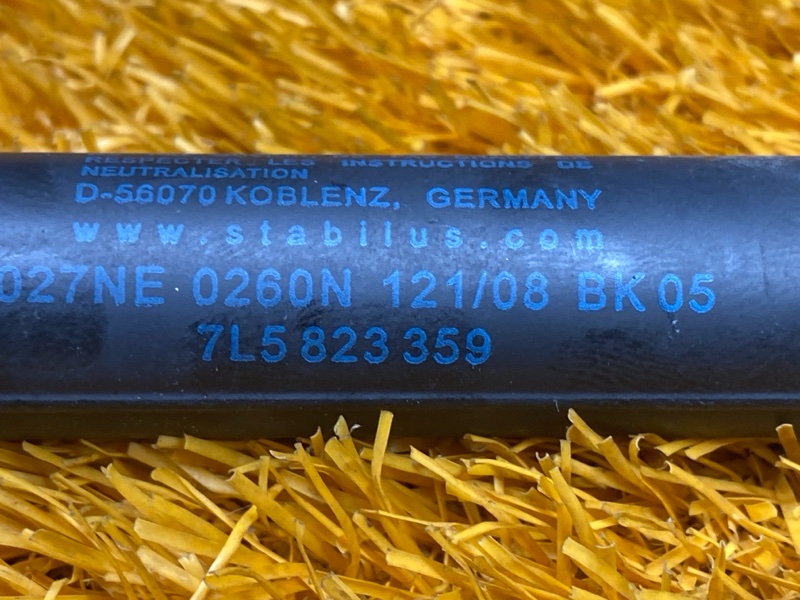 RESPECTER LES INSTRUCTIONS DE
NEUTRALISATION
D-56070 KOBLENZ, GERMANY
www.stabilus.com
027NE 0260N 121/08 BK05
7L5 823 359